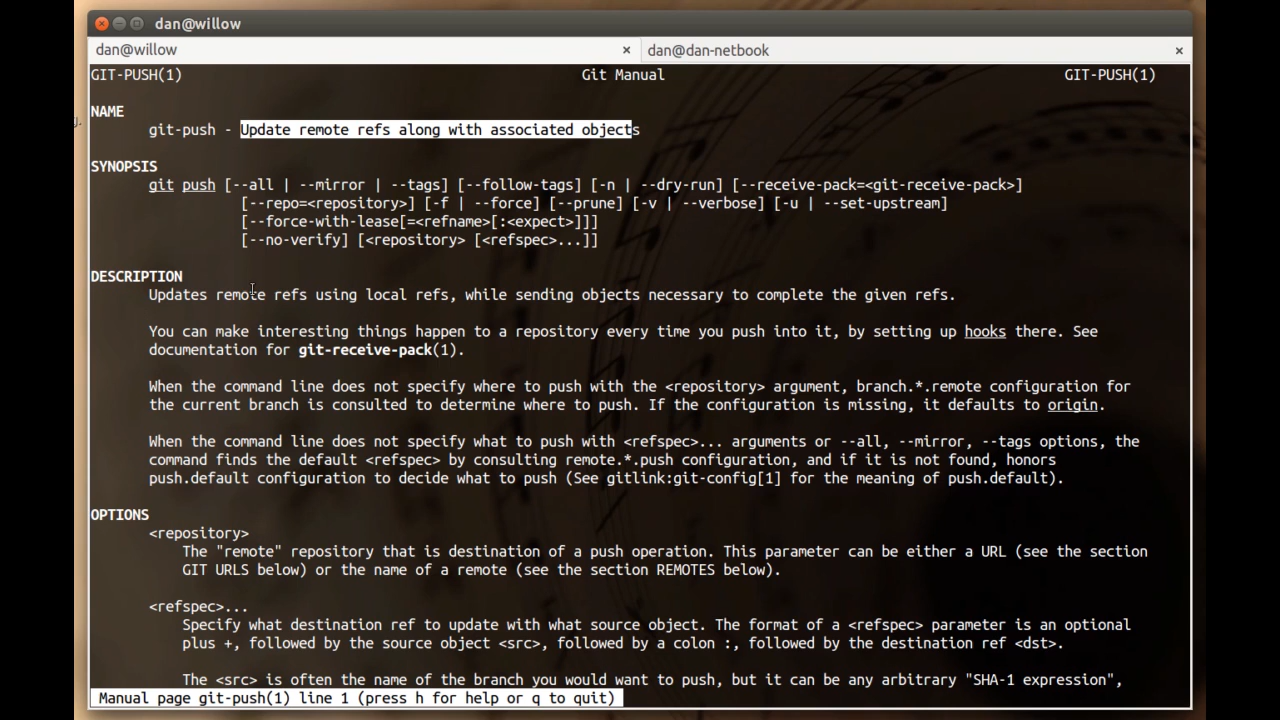 dan@willow
dan@willow × dan@dan-netbook ×
GIT-PUSH(1) Git Manual GIT-PUSH(1)
NAME
git-push - Update remote refs along with associated objects
SYNOPSIS
git push [--all | --mirror | --tags] [--follow-tags] [-n | --dry-run] [--receive-pack=<git-receive-pack>]
[--repo=<repository>] [-f | --force] [--prune] [-v | --verbose] [-u | --set-upstream]
[--force-with-lease[=<refname>[:<expect>]]]
[--no-verify] [<repository> [<refspec>...]]
DESCRIPTION
Updates remote refs using local refs, while sending objects necessary to complete the given refs.
You can make interesting things happen to a repository every time you push into it, by setting up hooks there. See
documentation for git-receive-pack(1).
When the command line does not specify where to push with the <repository> argument, branch.*.remote configuration for
the current branch is consulted to determine where to push. If the configuration is missing, it defaults to origin.
When the command line does not specify what to push with <refspec>... arguments or --all, --mirror, --tags options, the
command finds the default <refspec> by consulting remote.*.push configuration, and if it is not found, honors
push.default configuration to decide what to push (See gitlink:git-config[1] for the meaning of push.default).
OPTIONS
<repository>
The "remote" repository that is destination of a push operation. This parameter can be either a URL (see the section
GIT URLS below) or the name of a remote (see the section REMOTES below).
<refspec>...
Specify what destination ref to update with what source object. The format of a <refspec> parameter is an optional
plus +, followed by the source object <src>, followed by a colon :, followed by the destination ref <dst>.
The <src> is often the name of the branch you would want to push, but it can be any arbitrary "SHA-1 expression",
Manual page git-push(1) line 1 (press h for help or q to quit)